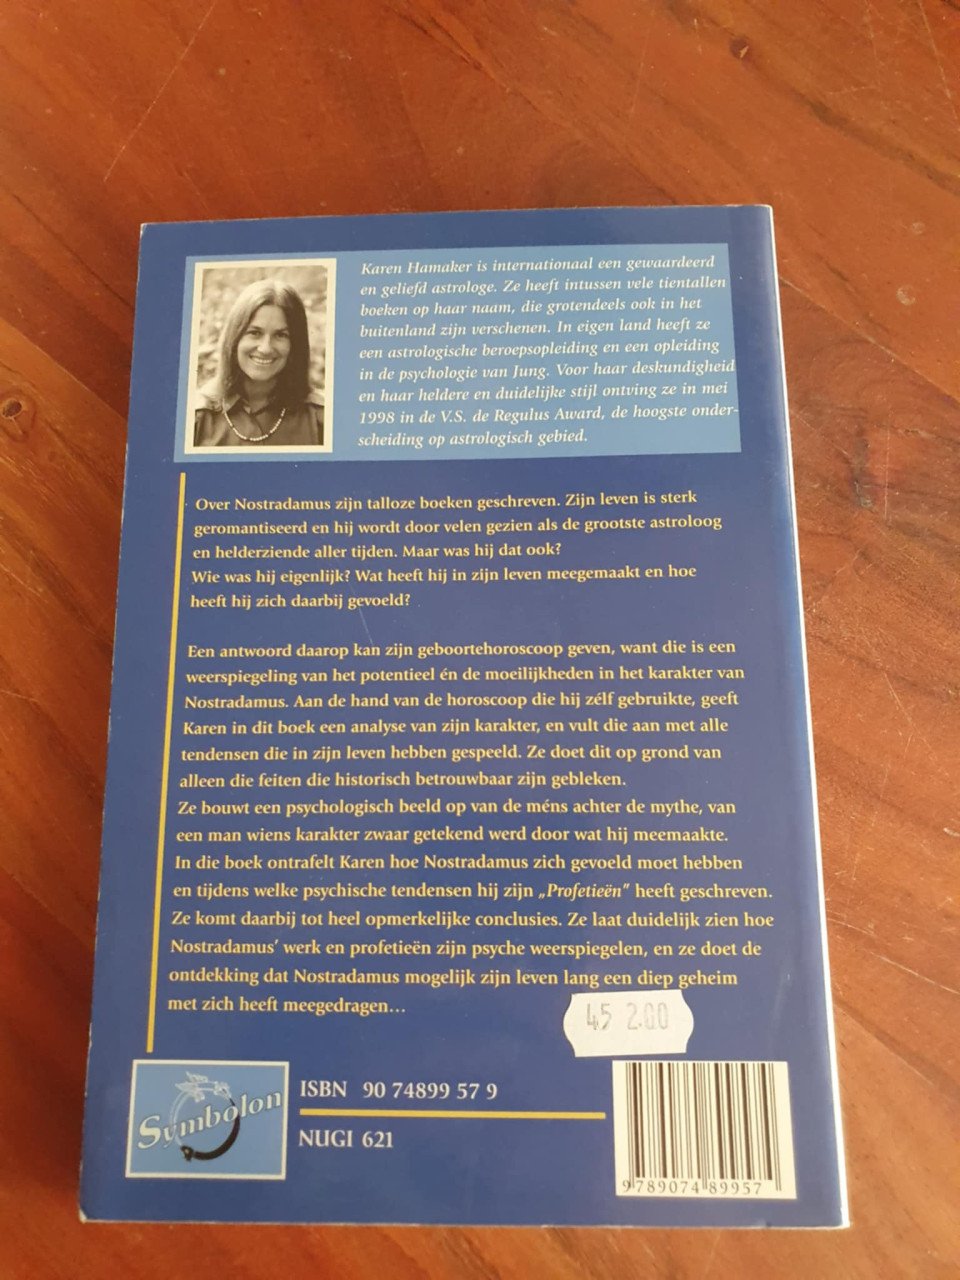 Karen Hamaker is internationaal een gewaardeerd
en geliefd astrologe. Ze heeft intussen vele tientallen
boeken op haar naam, die grotendeels ook in het
buitenland zijn verschenen. In eigen land heeft ze
een astrologische beroepsopleiding en een opleiding
in de psychologie van Jung. Voor haar deskundigheid
en haar heldere en duidelijke stijl ontving ze in mei
1998 in de V.S. de Regulus Award, de hoogste onder-
scheiding op astrologisch gebied.
Over Nostradamus zijn talloze boeken geschreven. Zijn leven is sterk
geromantiseerd en hij wordt door velen gezien als de grootste astroloog
en helderziende aller tijden. Maar was hij dat ook?
Wie was hij eigenlijk? Wat heeft hij in zijn leven meegemaakt en hoe
heeft hij zich daarbij gevoeld?
Een antwoord daarop kan zijn geboortehoroscoop geven, want die is een
weerspiegeling van het potentieel én de moeilijkheden in het karakter van
Nostradamus. Aan de hand van de horoscoop die hij zélf gebruikte, geeft
Karen in dit boek een analyse van zijn karakter, en vult die aan met alle
tendensen die in zijn leven hebben gespeeld. Ze doet dit op grond van
alleen die feiten die historisch betrouwbaar zijn gebleken.
Ze bouwt een psychologisch beeld op van de méns achter de mythe, van
een man wiens karakter zwaar getekend werd door wat hij meemaakte.
In die boek ontrafelt Karen hoe Nostradamus zich gevoeld moet hebben
en tijdens welke psychische tendensen hij zijn „Profetieën” heeft geschreven.
Ze komt daarbij tot heel opmerkelijke conclusies. Ze laat duidelijk zien hoe
Nostradamus’ werk en profetieën zijn psyche weerspiegelen, en ze doet de
ontdekking dat Nostradamus mogelijk zijn leven lang een diep geheim
met zich heeft meegedragen...
45 2.00
Symbolon
ISBN 90 74899 57 9
NUGI 621
9 789074 89957